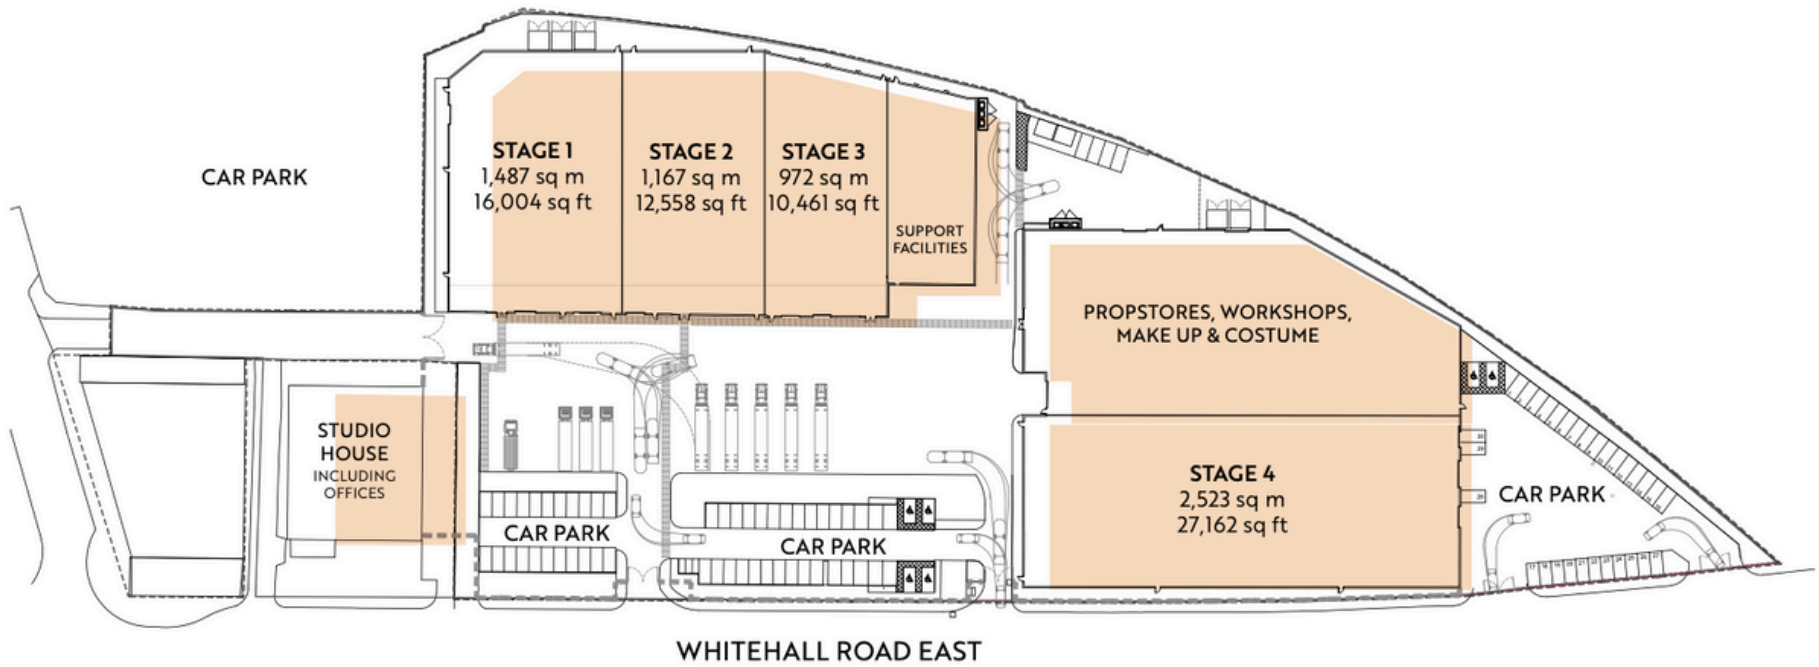 CAR PARK
STAGE 1
1,487 sq m
16,004 sq ft
STAGE 2
1,167 sq m
12,558 sq ft
STAGE 3
972 sq m
10,461 sq ft
SUPPORT
FACILITIES
PROPSTORES, WORKSHOPS,
MAKE UP & COSTUME
STUDIO
HOUSE
INCLUDING
OFFICES
CAR PARK
CAR PARK
STAGE 4
2,523 sq m
27,162 sq ft
CAR PARK
WHITEHALL ROAD EAST